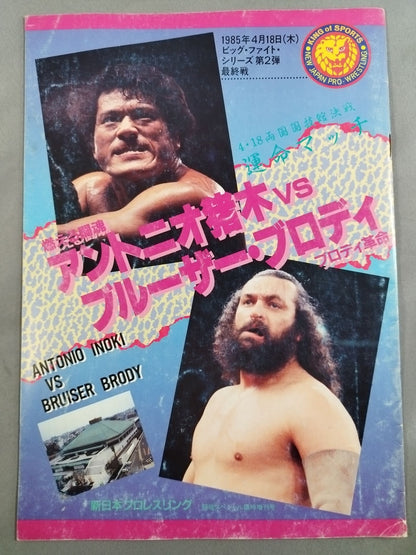 1985年4月18日(木)
ビッグ・ファイト・
シリーズ第2弾
最終戦
KING of SPORTS
NEW JAPAN PRO-WRESTLING
4・18両国国技館決戦
運命マッチ
燃える闘魂
アントニオ猪木VS
ブルーザー・ブロディ
ブロディ革命
ANTONIO INOKI
VS
BRUISER BRODY
新日本プロレスリング